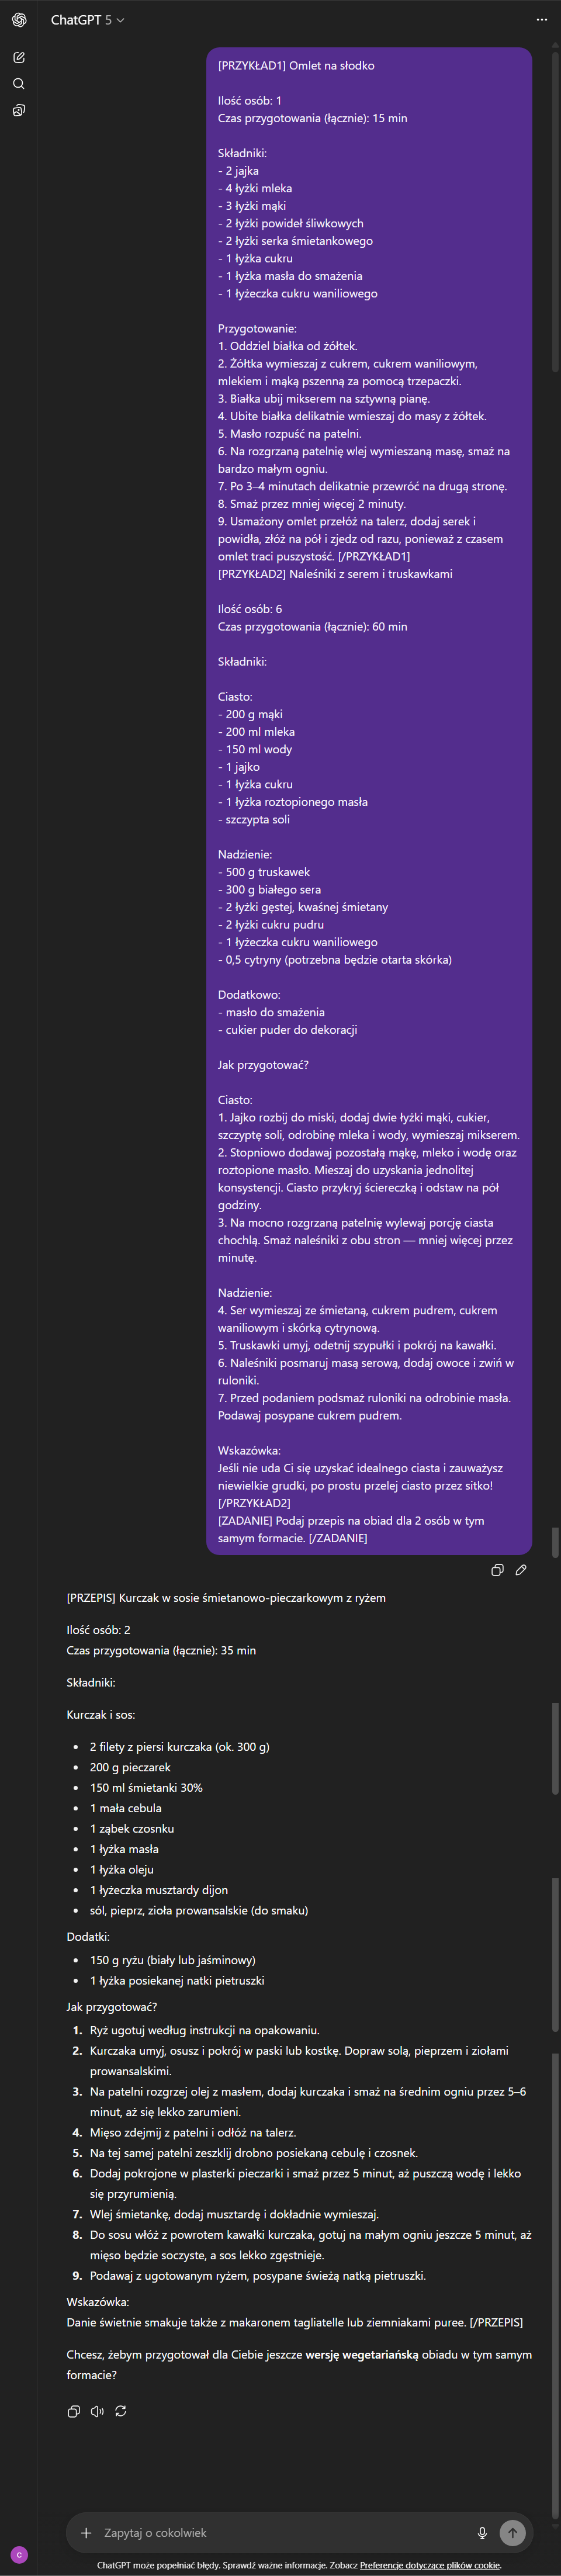 ChatGPT 5
[PRZYKŁAD1] Omlet na słodko
Ilość osób: 1
Czas przygotowania (łącznie): 15 min
Składniki:
- 2 jajka
- 4 łyżki mleka
- 3 łyżki mąki
- 2 łyżki powideł śliwkowych
- 2 łyżki serka śmietankowego
- 1 łyżka cukru
- 1 łyżka masła do smażenia
- 1 łyżeczka cukru waniliowego
Przygotowanie:
1. Oddziel białka od żółtek.
2. Żółtka wymieszaj z cukrem, cukrem waniliowym,
mlekiem i mąką pszenną za pomocą trzepaczki.
3. Białka ubij mikserem na sztywną pianę.
4. Ubite białka delikatnie wmieszaj do masy z żółtek.
5. Masło rozpuść na patelni.
6. Na rozgrzaną patelnię wlej wymieszaną masę, smaż na
bardzo małym ogniu.
7. Po 3–4 minutach delikatnie przewróć na drugą stronę.
8. Smaż przez mniej więcej 2 minuty.
9. Usmażony omlet przełóż na talerz, dodaj serek i
powidła, złóż na pół i zjedz od razu, ponieważ z czasem
omlet traci puszystość. [/PRZYKŁAD1]
[PRZYKŁAD2] Naleśniki z serem i truskawkami
Ilość osób: 6
Czas przygotowania (łącznie): 60 min
Składniki:
Ciasto:
- 200 g mąki
- 200 ml mleka
- 150 ml wody
- 1 jajko
- 1 łyżka cukru
- 1 łyżka roztopionego masła
- szczypta soli
Nadzienie:
- 500 g truskawek
- 300 g białego sera
- 2 łyżki gęstej, kwaśnej śmietany
- 2 łyżki cukru pudru
- 1 łyżeczka cukru waniliowego
- 0,5 cytryny (potrzebna będzie otarta skórka)
Dodatkowo:
- masło do smażenia
- cukier puder do dekoracji
Jak przygotować?
Ciasto:
1. Jajko rozbij do miski, dodaj dwie łyżki mąki, cukier,
szczyptę soli, odrobinę mleka i wody, wymieszaj mikserem.
2. Stopniowo dodawaj pozostałą mąkę, mleko i wodę oraz
roztopione masło. Mieszaj do uzyskania jednolitej
konsystencji. Ciasto przykryj ściereczką i odstaw na pół
godziny.
3. Na mocno rozgrzaną patelnię wylewaj porcję ciasta
chochlą. Smaż naleśniki z obu stron — mniej więcej przez
minutę.
Nadzienie:
4. Ser wymieszaj ze śmietaną, cukrem pudrem, cukrem
waniliowym i skórką cytrynową.
5. Truskawki umyj, odetnij szypułki i pokrój na kawałki.
6. Naleśniki posmaruj masą serową, dodaj owoce i zwiń w
ruloniki.
7. Przed podaniem podsmaż ruloniki na odrobinie masła.
Podawaj posypane cukrem pudrem.
Wskazówka:
Jeśli nie uda Ci się uzyskać idealnego ciasta i zauważysz
niewielkie grudki, po prostu przelej ciasto przez sitko!
[/PRZYKŁAD2]
[ZADANIE] Podaj przepis na obiad dla 2 osób w tym
samym formacie. [/ZADANIE]
[PRZEPIS] Kurczak w sosie śmietanowo-pieczarkowym z ryżem
Ilość osób: 2
Czas przygotowania (łącznie): 35 min
Składniki:
Kurczak i sos:
• 2 filety z piersi kurczaka (ok. 300 g)
• 200 g pieczarek
• 150 ml śmietanki 30%
• 1 mała cebula
• 1 ząbek czosnku
• 1 łyżka masła
• 1 łyżka oleju
• 1 łyżeczka musztardy dijon
• sól, pieprz, zioła prowansalskie (do smaku)
Dodatki:
• 150 g ryżu (biały lub jaśminowy)
• 1 łyżka posiekanej natki pietruszki
Jak przygotować?
1. Ryż ugotuj według instrukcji na opakowaniu.
2. Kurczaka umyj, osusz i pokrój w paski lub kostkę. Dopraw solą, pieprzem i ziołami
prowansalskimi.
3. Na patelni rozgrzej olej z masłem, dodaj kurczaka i smaż na średnim ogniu przez 5–6
minut, aż się lekko zarumieni.
4. Mięso zdejmij z patelni i odłóż na talerz.
5. Na tej samej patelni zeszklij drobno posiekaną cebulę i czosnek.
6. Dodaj pokrojone w plasterki pieczarki i smaż przez 5 minut, aż puszczą wodę i lekko
się przyrumienią.
7. Wlej śmietankę, dodaj musztardę i dokładnie wymieszaj.
8. Do sosu włóż z powrotem kawałki kurczaka, gotuj na małym ogniu jeszcze 5 minut, aż
mięso będzie soczyste, a sos lekko zgęstnieje.
9. Podawaj z ugotowanym ryżem, posypane świeżą natką pietruszki.
Wskazówka:
Danie świetnie smakuje także z makaronem tagliatelle lub ziemniakami puree. [/PRZEPIS]
Chcesz, żebym przygotował dla Ciebie jeszcze wersję wegetariańską obiadu w tym samym
formacie?
Zapytaj o cokolwiek
C
ChatGPT może popełniać błędy. Sprawdź ważne informacje. Zobacz Preferencje dotyczące plików cookie.